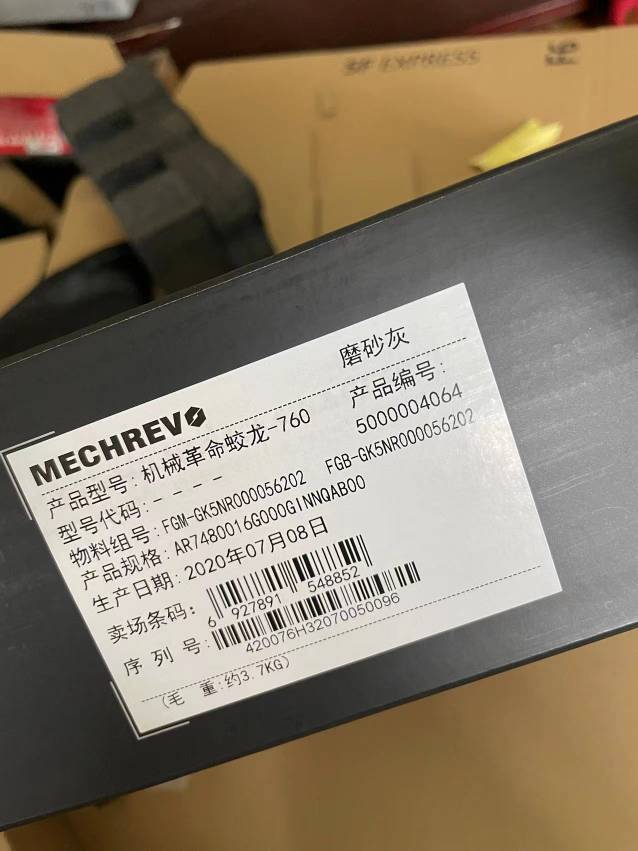 SF EXPRESS
磨砂灰
MECHREVO
产品型号:机械革命蛟龙-760
产品编号:
5000004064
型号代码:----
物料组号:FGM-GK5NR000056202 FGB-GK5NR000056202
产品规格:AR7480016G000GINNQAB00
生产日期:2020年07月08日
卖场条码:
6 927891 548852
序列号:
420076H32070050096
(毛 重:约3.7KG)